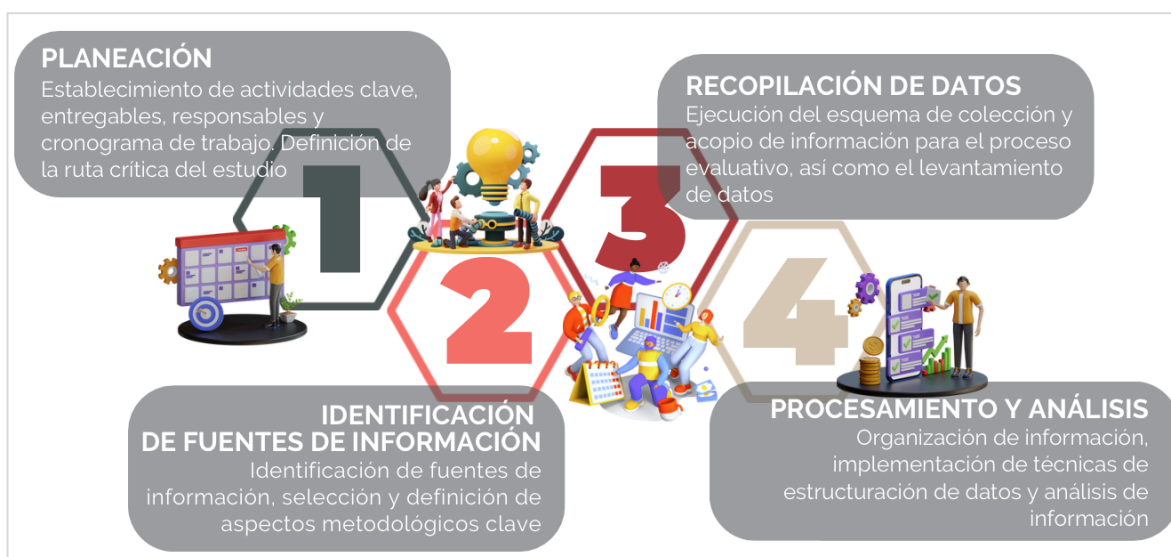 PLANEACIÓN
Establecimiento de actividades clave,
entregables, responsables y
cronograma de trabajo. Definición de
la ruta crítica del estudio
1
2
IDENTIFICACIÓN
DE FUENTES DE INFORMACIÓN
Identificación de fuentes de
información, selección y definición de
aspectos metodológicos clave
3
RECOPILACIÓN DE DATOS
Ejecución del esquema de colección y
acopio de información para el proceso
evaluativo, así como el levantamiento
de datos
4
PROCESAMIENTO Y ANÁLISIS
Organización de información,
implementación de técnicas de
estructuración de datos y análisis de
información